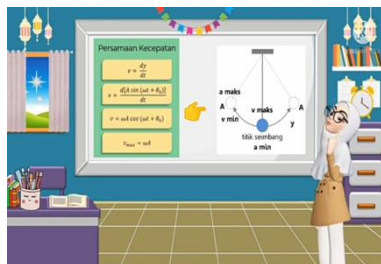 Persamaan Kecepatan
v = dy/dt
v = d[A sin (ωt + θ₀)]/dt
v = ωA cos (ωt + θ₀)
v_max = ωA
a maks
A
v min
v maks
A
y
titik seimbang
a min